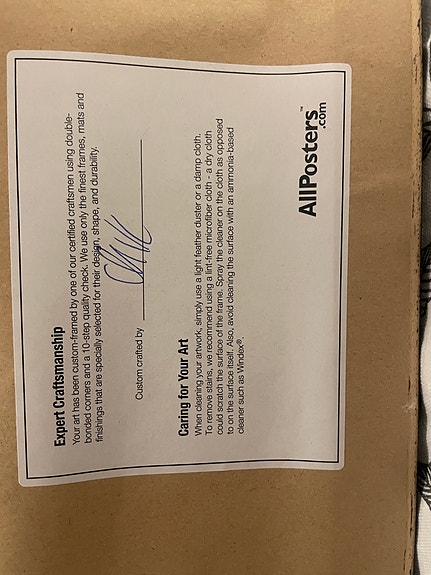 Expert Craftsmanship
Your art has been custom-framed by one of our certified craftsmen using double-
bonded corners and a 10-step quality check. We use only the finest frames, mats and
finishings that are specially selected for their design, shape, and durability.
Custom crafted by
Caring for Your Art
When cleaning your artwork, simply use a light feather duster or a damp cloth.
To remove stains, we recommend using a lint-free microfiber cloth - a dry cloth
could scratch the surface of the frame. Spray the cleaner on the cloth as opposed
to on the surface itself. Also, avoid cleaning the surface with an ammonia-based
cleaner such as Windex®.
AllPosters™
.com